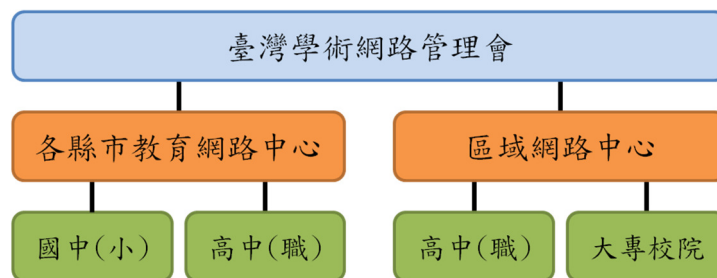 臺灣學術網路管理會
各縣市教育網路中心
區域網路中心
國中(小)
高中(職)
高中(職)
大專校院